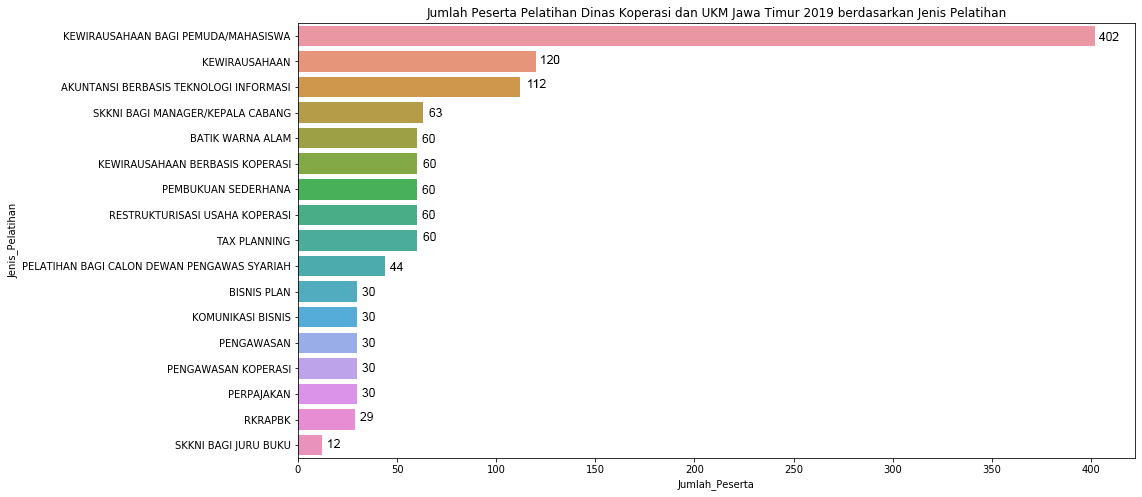 Jumlah Peserta Pelatihan Dinas Koperasi dan UKM Jawa Timur 2019 berdasarkan Jenis Pelatihan
KEWIRAUSAHAAN BAGI PEMUDA/MAHASISWA 402
KEWIRAUSAHAAN 120
AKUNTANSI BERBASIS TEKNOLOGI INFORMASI 112
SKKNI BAGI MANAGER/KEPALA CABANG 63
BATIK WARNA ALAM 60
KEWIRAUSAHAAN BERBASIS KOPERASI 60
PEMBUKUAN SEDERHANA 60
RESTRUKTURISASI USAHA KOPERASI 60
TAX PLANNING 60
PELATIHAN BAGI CALON DEWAN PENGAWAS SYARIAH 44
BISNIS PLAN 30
KOMUNIKASI BISNIS 30
PENGAWASAN 30
PENGAWASAN KOPERASI 30
PERPAJAKAN 30
RKRAPBK 29
SKKNI BAGI JURU BUKU 12
Jenis_Pelatihan
0 50 100 150 200 250 300 350 400
Jumlah_Peserta